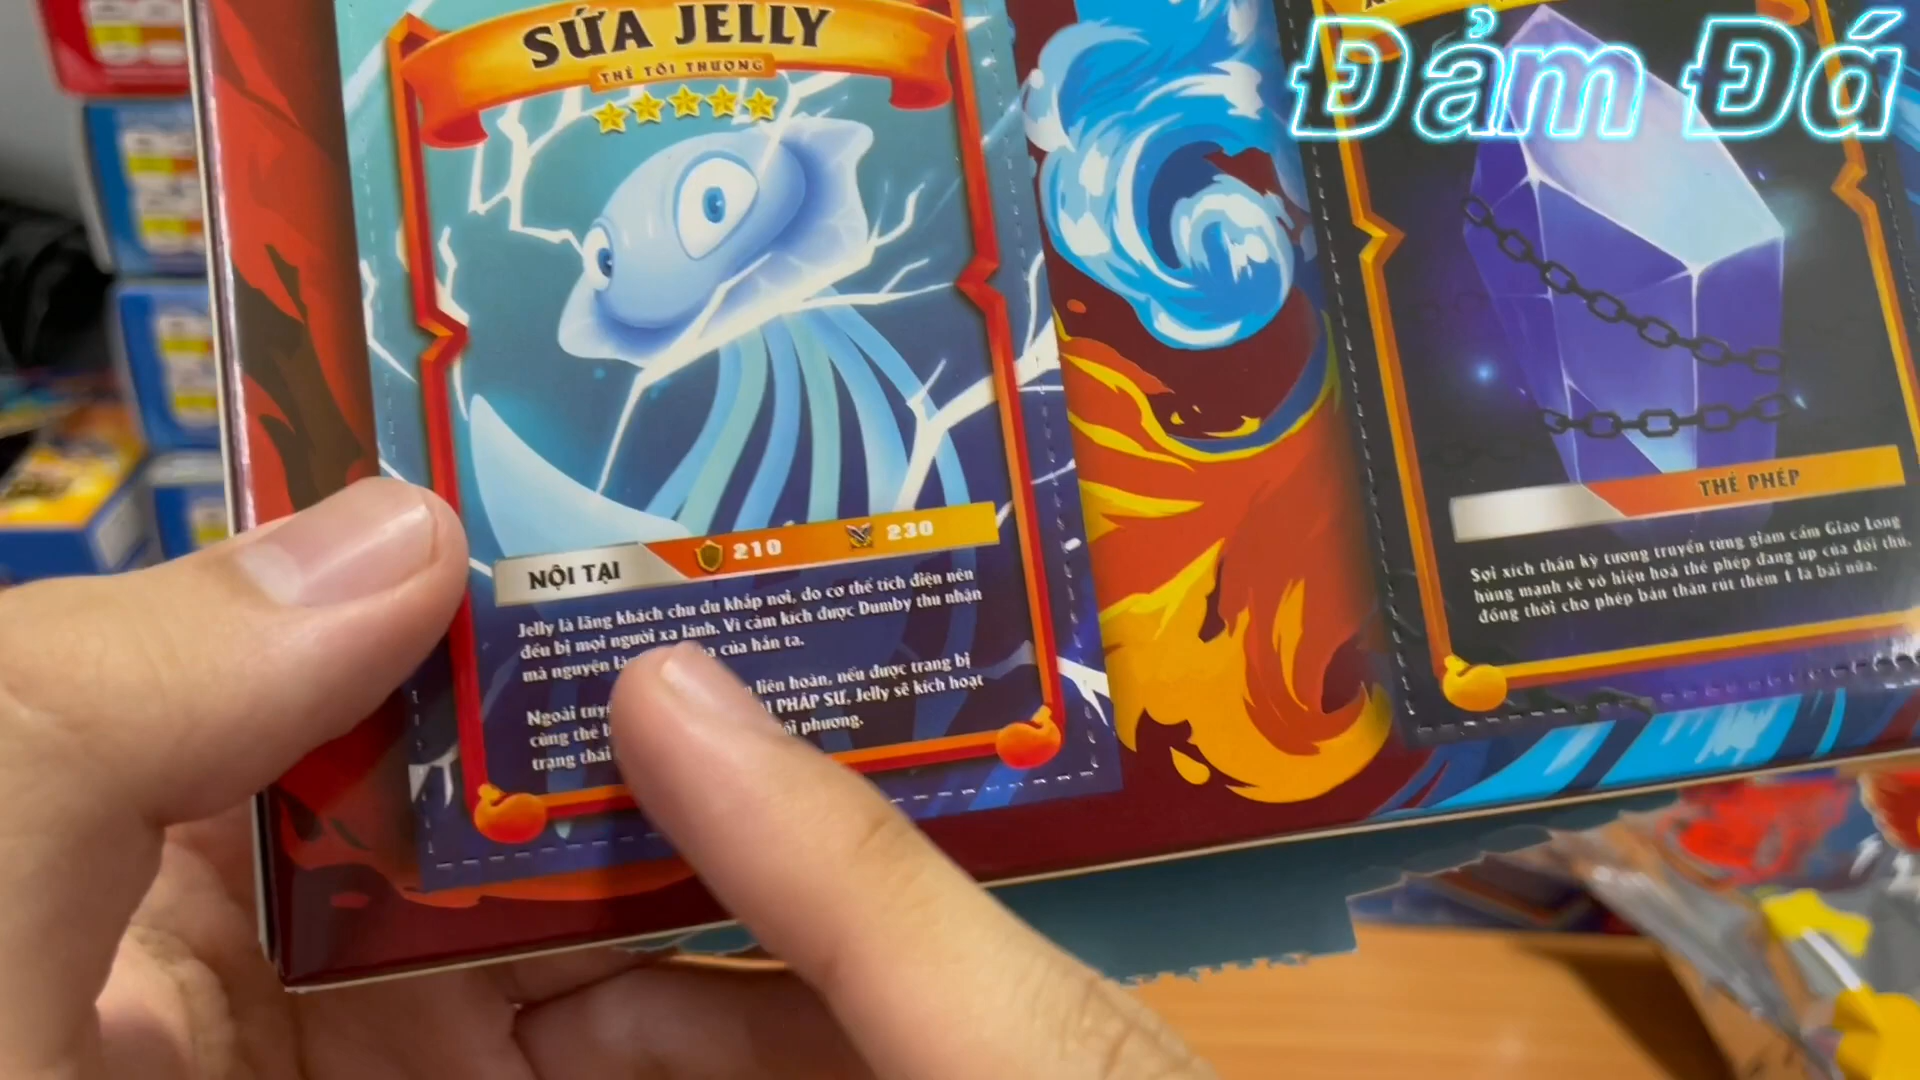 SỨA JELLY
THẺ TỐI THƯỢNG
Đảm Đá
NỘI TẠI
210
230
Jelly là lãng khách chu du khắp nơi, do cơ thể tích điện nên
đều bị mọi người xa lánh. Vì cảm kích được Dumby thu nhận
mà nguyện của hắn ta.
Ngoài liên hoàn, nếu được trang bị
cùng thẻ PHÁP SƯ, Jelly sẽ kích hoạt
trạng thái phương.
THẺ PHÉP
Sợi xích thần kỳ tương truyền từng giam cầm Giao Long
hùng mạnh sẽ vô hiệu hoá thẻ phép đang úp của đối thủ,
đồng thời cho phép bản thân rút thêm 1 lá bài nữa.